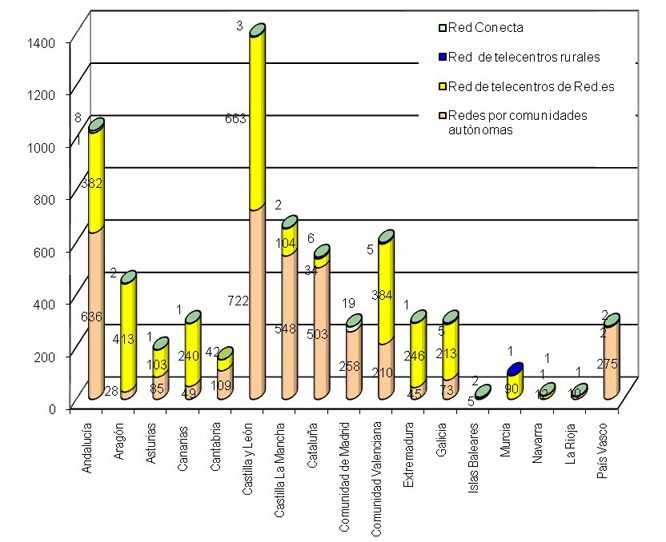 Red Conecta
Red de telecentros rurales
Red de telecentros de Red.es
Redes por comunidades
autónomas
1400
1200
1000
800
600
400
200
0
8
1
382
636
2
413
28
1
103
85
1
240
49
42
109
3
663
722
2
104
548
6
34
503
19
258
5
384
210
1
246
45
5
213
73
2
5
1
90
1
1
1
2
2
275
Andalucía
Aragón
Asturias
Canarias
Cantabria
Castilla y León
Castilla La Mancha
Cataluña
Comunidad de Madrid
Comunidad Valenciana
Extremadura
Galicia
Islas Baleares
Murcia
Navarra
La Rioja
País Vasco